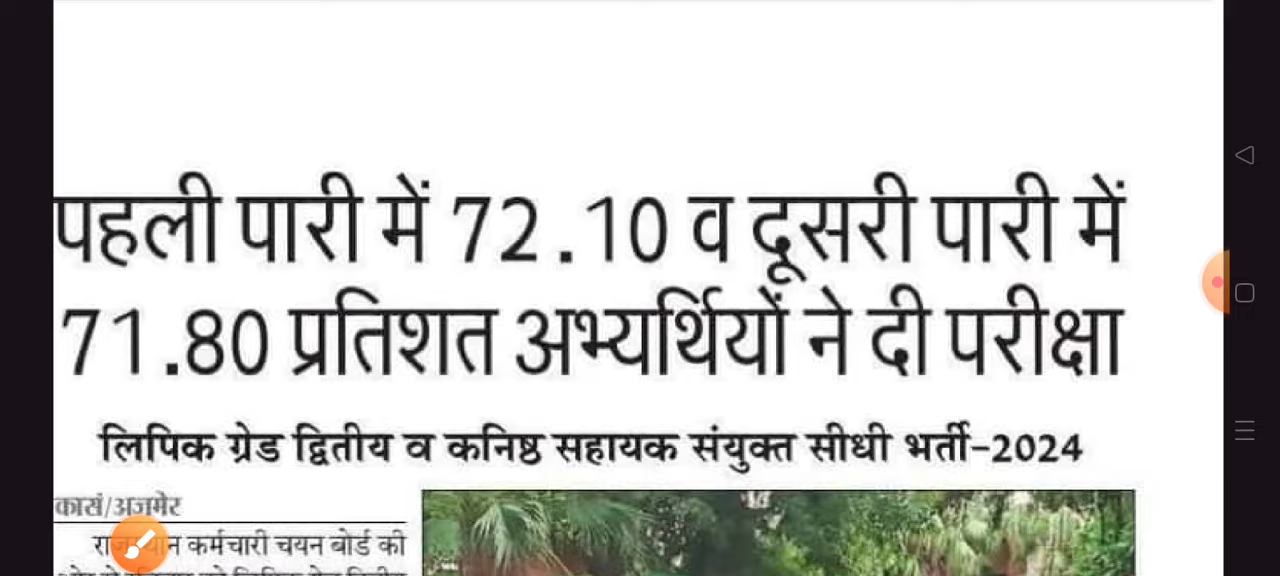 पहली पारी में 72.10 व दूसरी पारी में
71.80 प्रतिशत अभ्यर्थियों ने दी परीक्षा
लिपिक ग्रेड द्वितीय व कनिष्ठ सहायक संयुक्त सीधी भर्ती-2024
कासं/अजमेर
कर्मचारी चयन बोर्ड की